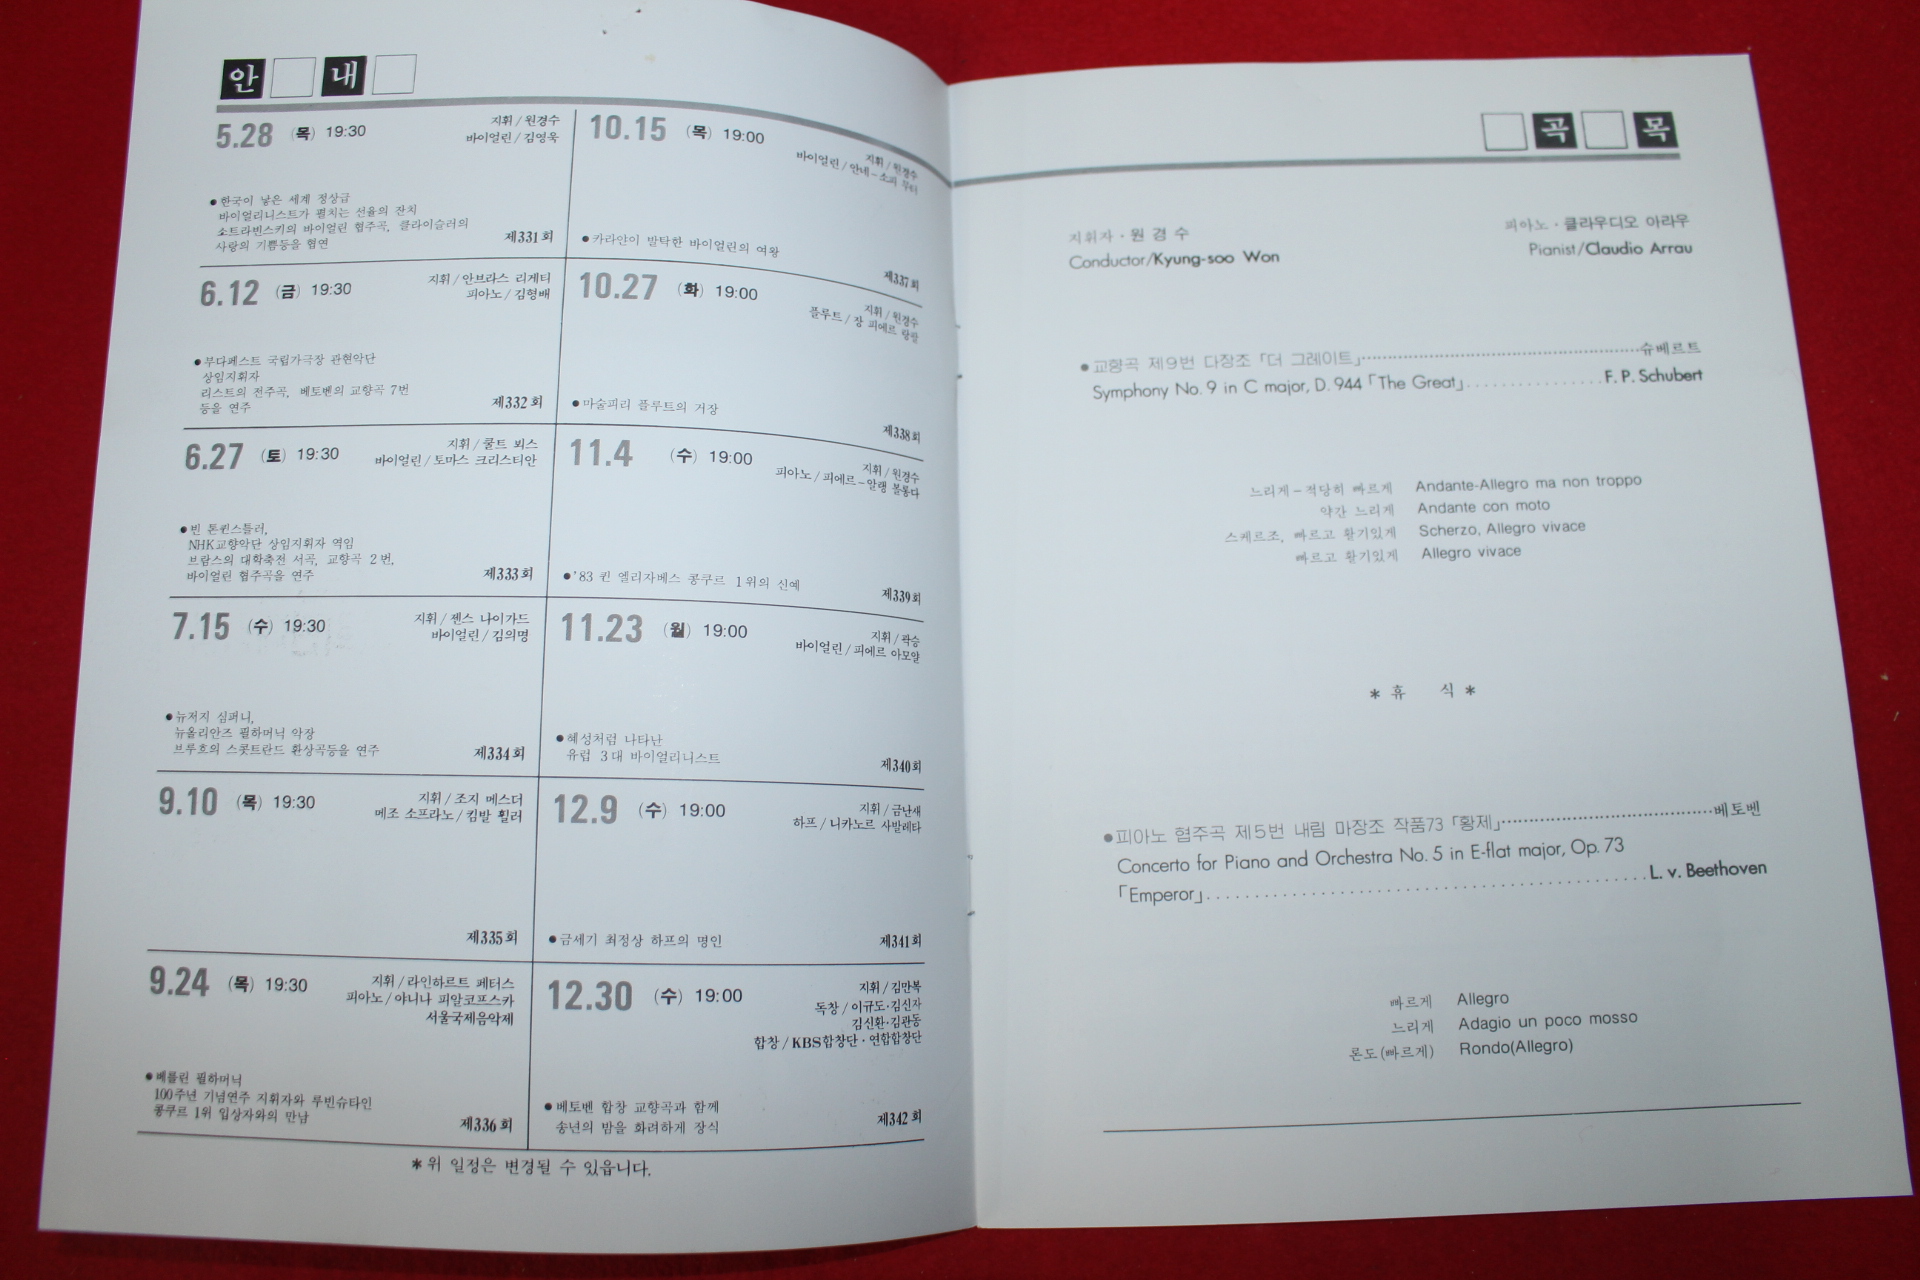 안 내
5.28 (목) 19:30
지휘/원경수
바이얼린/김영욱
●한국이 낳은 세계 정상급
바이얼리니스트가 펼치는 선율의 잔치
소트라빈스키의 바이얼린 협주곡, 클라이슬러의
사랑의 기쁨등을 협연
제331회
6.12 (금) 19:30
지휘/안브라스 리게티
피아노/김형배
●부다페스트 국립가극장 관현악단
상임지휘자
리스트의 전주곡, 베토벤의 교향곡 7번
등을 연주
제332회
6.27 (토) 19:30
지휘/쿨트 뵈스
바이얼린/토마스 크리스티안
●빈 톤퀸스틀러,
NHK교향악단 상임지휘자 역임
브람스의 대학축전 서곡, 교향곡 2번,
바이얼린 협주곡을 연주
제333회
7.15 (수) 19:30
지휘/젠스 나이가드
바이얼린/김의명
●뉴저지 심퍼니,
뉴올리안즈 필하머닉 악장
브루흐의 스콧트란드 환상곡등을 연주
제334회
9.10 (목) 19:30
지휘/조지 메스더
메조 소프라노/킴발 휠러
제335회
9.24 (목) 19:30
지휘/라인하르트 페터스
피아노/야니나 피알코프스카
서울국제음악제
●베를린 필하머닉
100주년 기념연주 지휘자와 루빈슈타인
콩쿠르 1위 입상자와의 만남
제336회
10.15 (목) 19:00
지휘/원경수
바이얼린/안네-소피 무터
●카라얀이 발탁한 바이얼린의 여왕
제337회
10.27 (화) 19:00
지휘/원경수
플루트/장 피에르 랑팔
●마술피리 플루트의 거장
제338회
11.4 (수) 19:00
지휘/원경수
피아노/피에르-알랭 볼롱다
●'83 퀸 엘리자베스 콩쿠르 1위의 신예
제339회
11.23 (월) 19:00
지휘/곽승
바이얼린/피에르 아모얄
●혜성처럼 나타난
유럽 3대 바이얼리니스트
제340회
12.9 (수) 19:00
지휘/금난새
하프/니카노르 사발레타
●금세기 최정상 하프의 명인
제341회
12.30 (수) 19:00
지휘/김만복
독창/이규도·김신자
김신환·김관동
합창/KBS합창단·연합합창단
●베토벤 합창 교향곡과 함께
송년의 밤을 화려하게 장식
제342회
*위 일정은 변경될 수 있읍니다.
곡 목
지휘자·원 경 수
Conductor/Kyung-soo Won
피아노·클라우디오 아라우
Pianist/Claudio Arrau
●교향곡 제9번 다장조 「더 그레이트」……………………슈베르트
Symphony No. 9 in C major, D. 944 「The Great」................F. P. Schubert
느리게-적당히 빠르게 Andante-Allegro ma non troppo
약간 느리게 Andante con moto
스케르조, 빠르고 활기있게 Scherzo, Allegro vivace
빠르고 활기있게 Allegro vivace
* 휴 식 *
●피아노 협주곡 제5번 내림 마장조 작품73 「황제」……………………베토벤
Concerto for Piano and Orchestra No. 5 in E-flat major, Op. 73
「Emperor」................................L. v. Beethoven
빠르게 Allegro
느리게 Adagio un poco mosso
론도(빠르게) Rondo(Allegro)